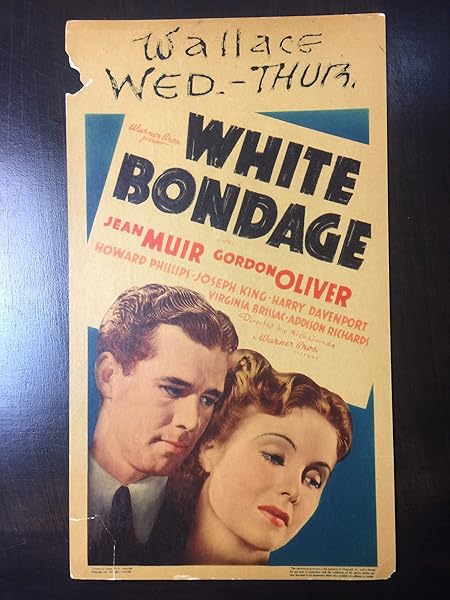 Wallace
WED.-THUR.
Warner Bros.
present
WHITE
BONDAGE
with
JEAN MUIR GORDON OLIVER
HOWARD PHILLIPS · JOSEPH KING · HARRY DAVENPORT
VIRGINIA BRISSAC · ADDISON RICHARDS
Directed by Nick Grinde
A Warner Bros.
PICTURE